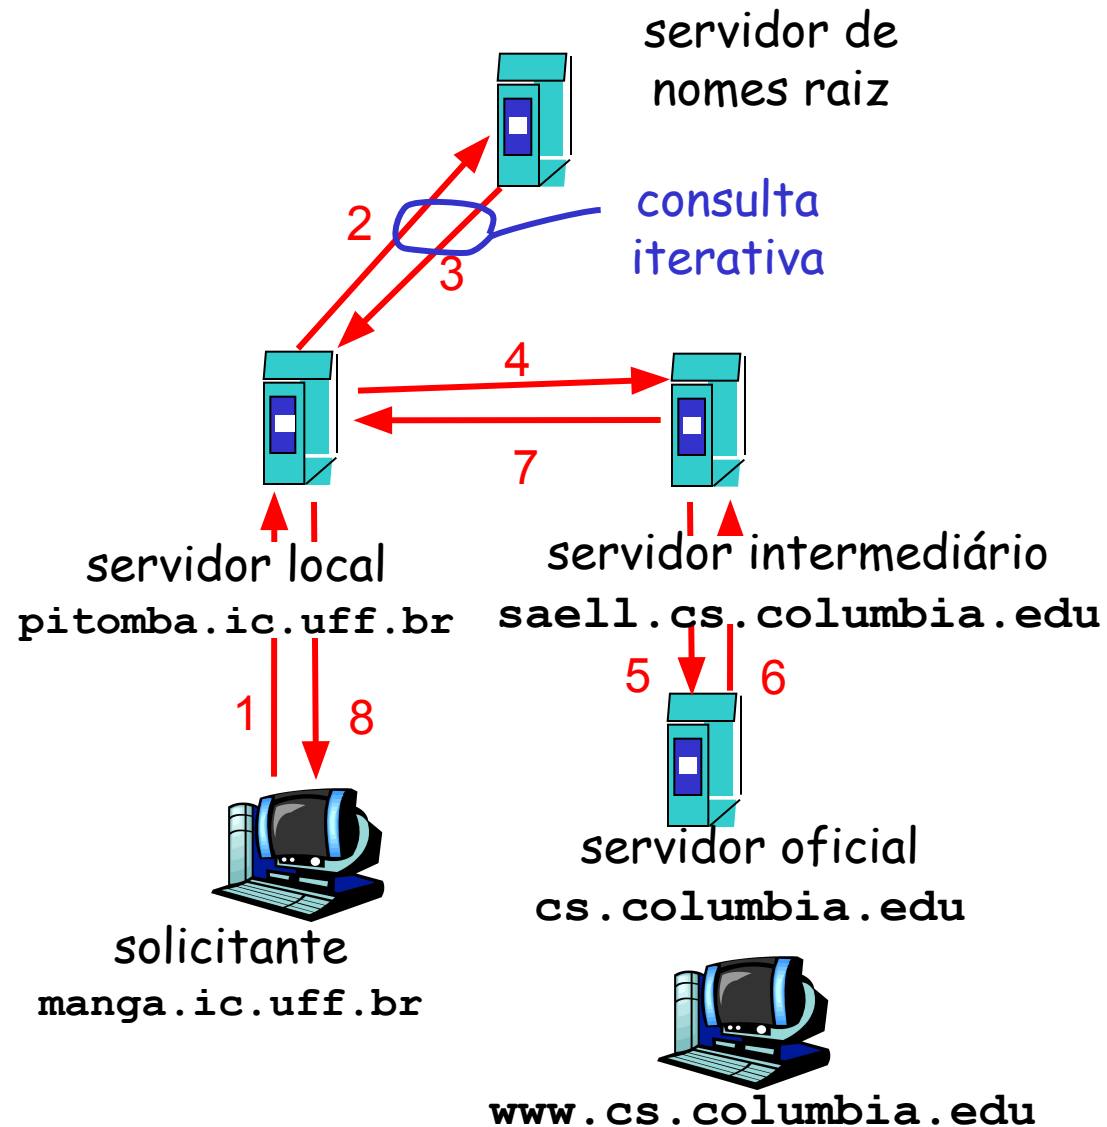 servidor de
nomes raiz
consulta
iterativa
2
3
4
7
servidor local
pitomba.ic.uff.br
servidor intermediário
saell.cs.columbia.edu
5
6
1
8
servidor oficial
cs.columbia.edu
solicitante
manga.ic.uff.br
www.cs.columbia.edu